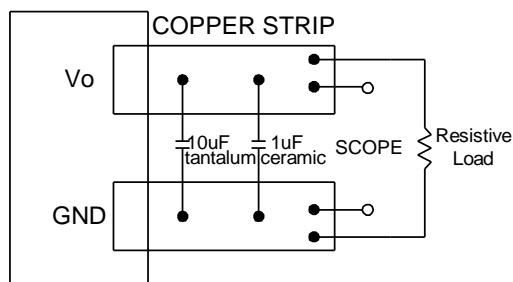 COPPER STRIP
Vo
10uF 1uF
tantalum ceramic
SCOPE
Resistive
Load
GND